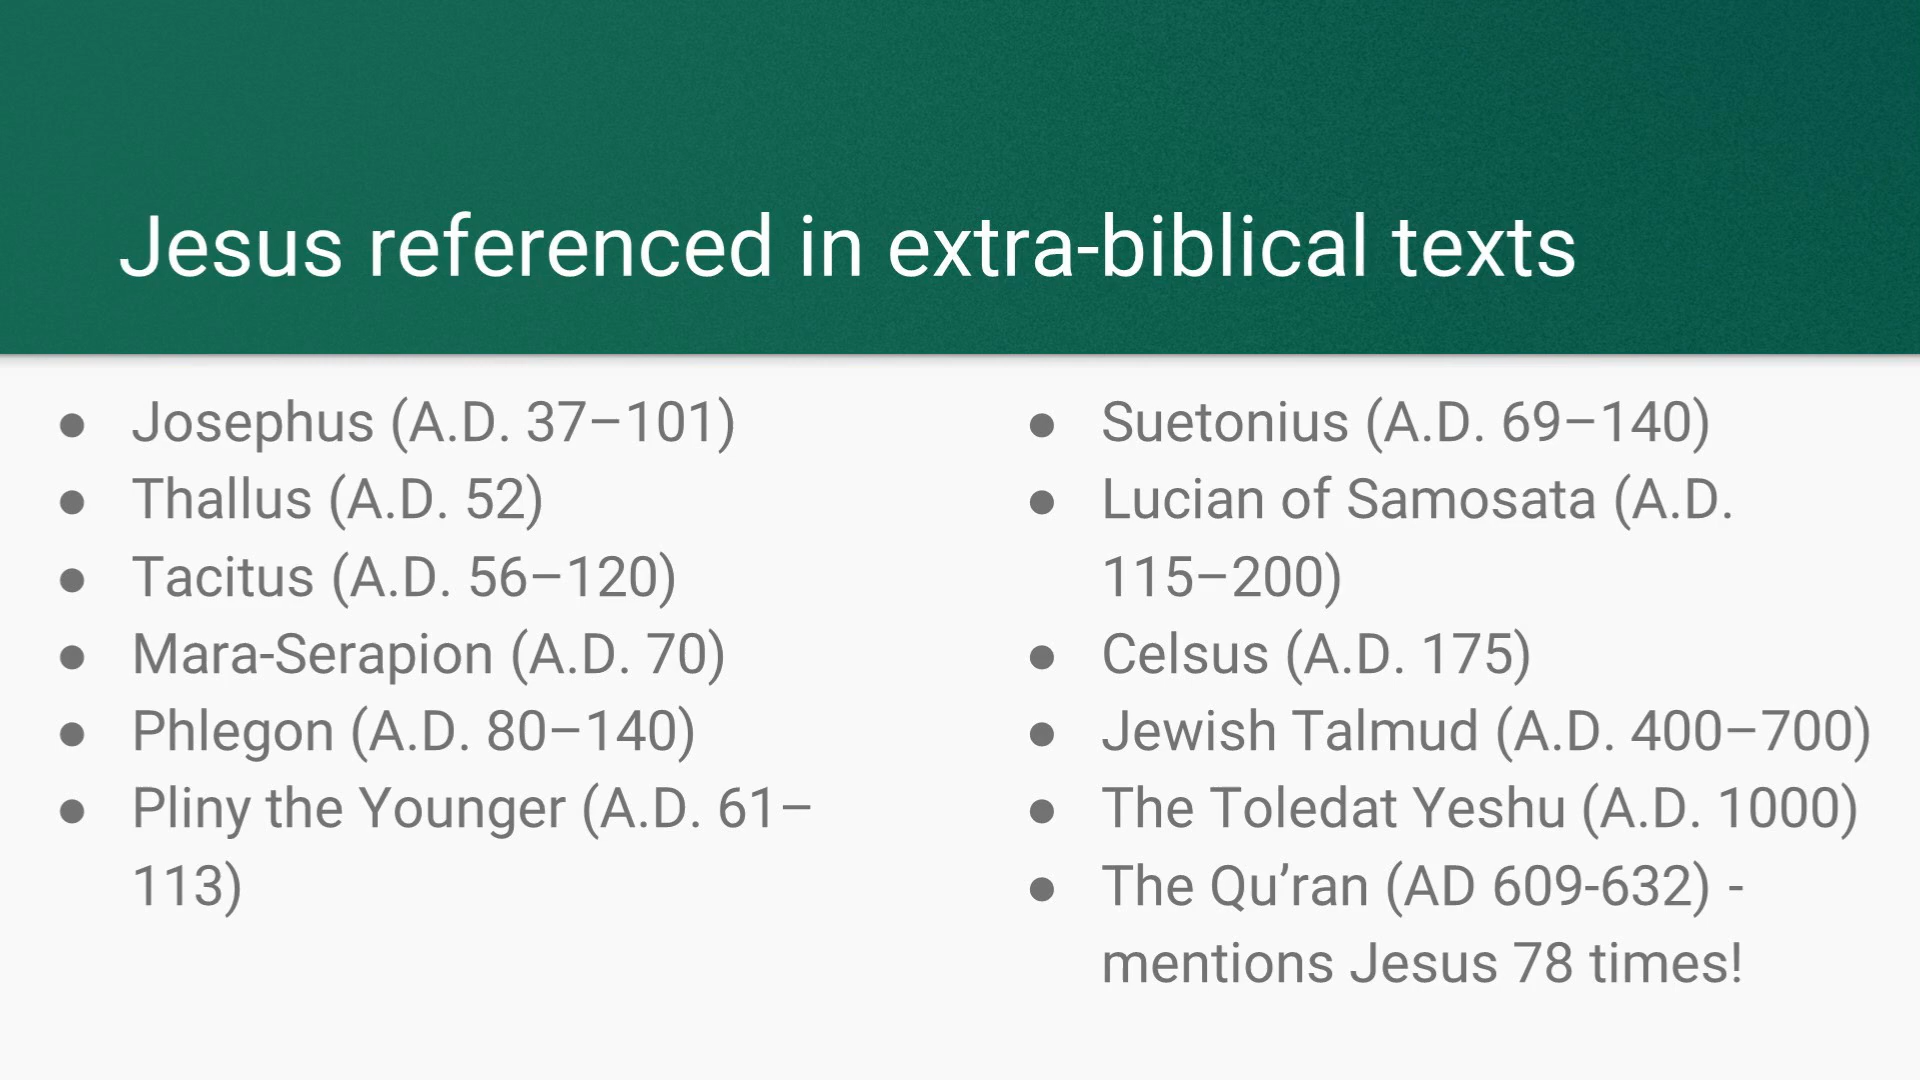 Jesus referenced in extra-biblical texts
● Josephus (A.D. 37–101)
● Thallus (A.D. 52)
● Tacitus (A.D. 56–120)
● Mara-Serapion (A.D. 70)
● Phlegon (A.D. 80–140)
● Pliny the Younger (A.D. 61–
113)
● Suetonius (A.D. 69–140)
● Lucian of Samosata (A.D.
115–200)
● Celsus (A.D. 175)
● Jewish Talmud (A.D. 400–700)
● The Toledat Yeshu (A.D. 1000)
● The Qu’ran (AD 609-632) -
mentions Jesus 78 times!